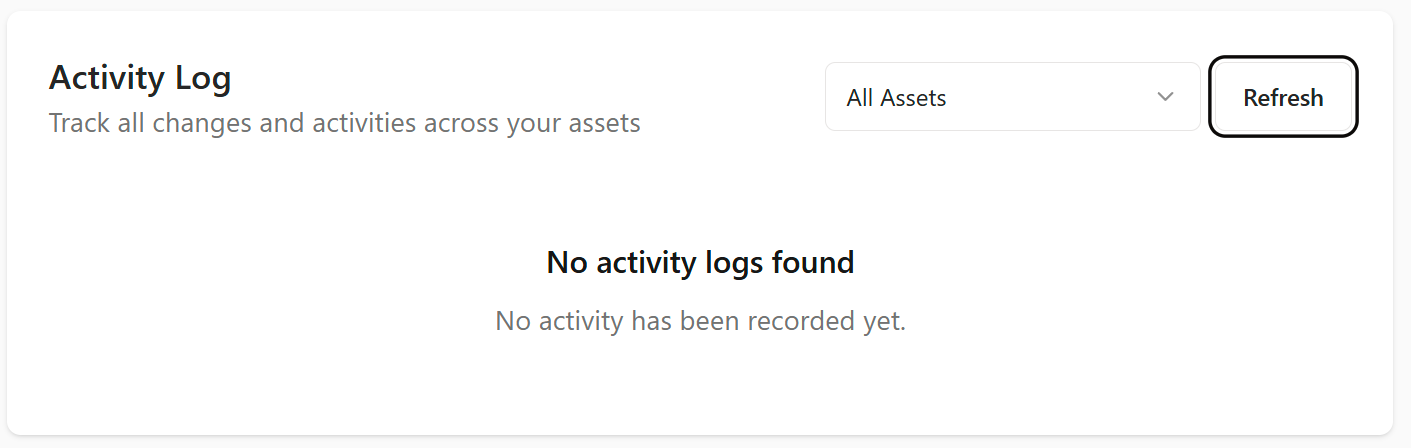 Activity Log
Track all changes and activities across your assets
All Assets
Refresh
No activity logs found
No activity has been recorded yet.